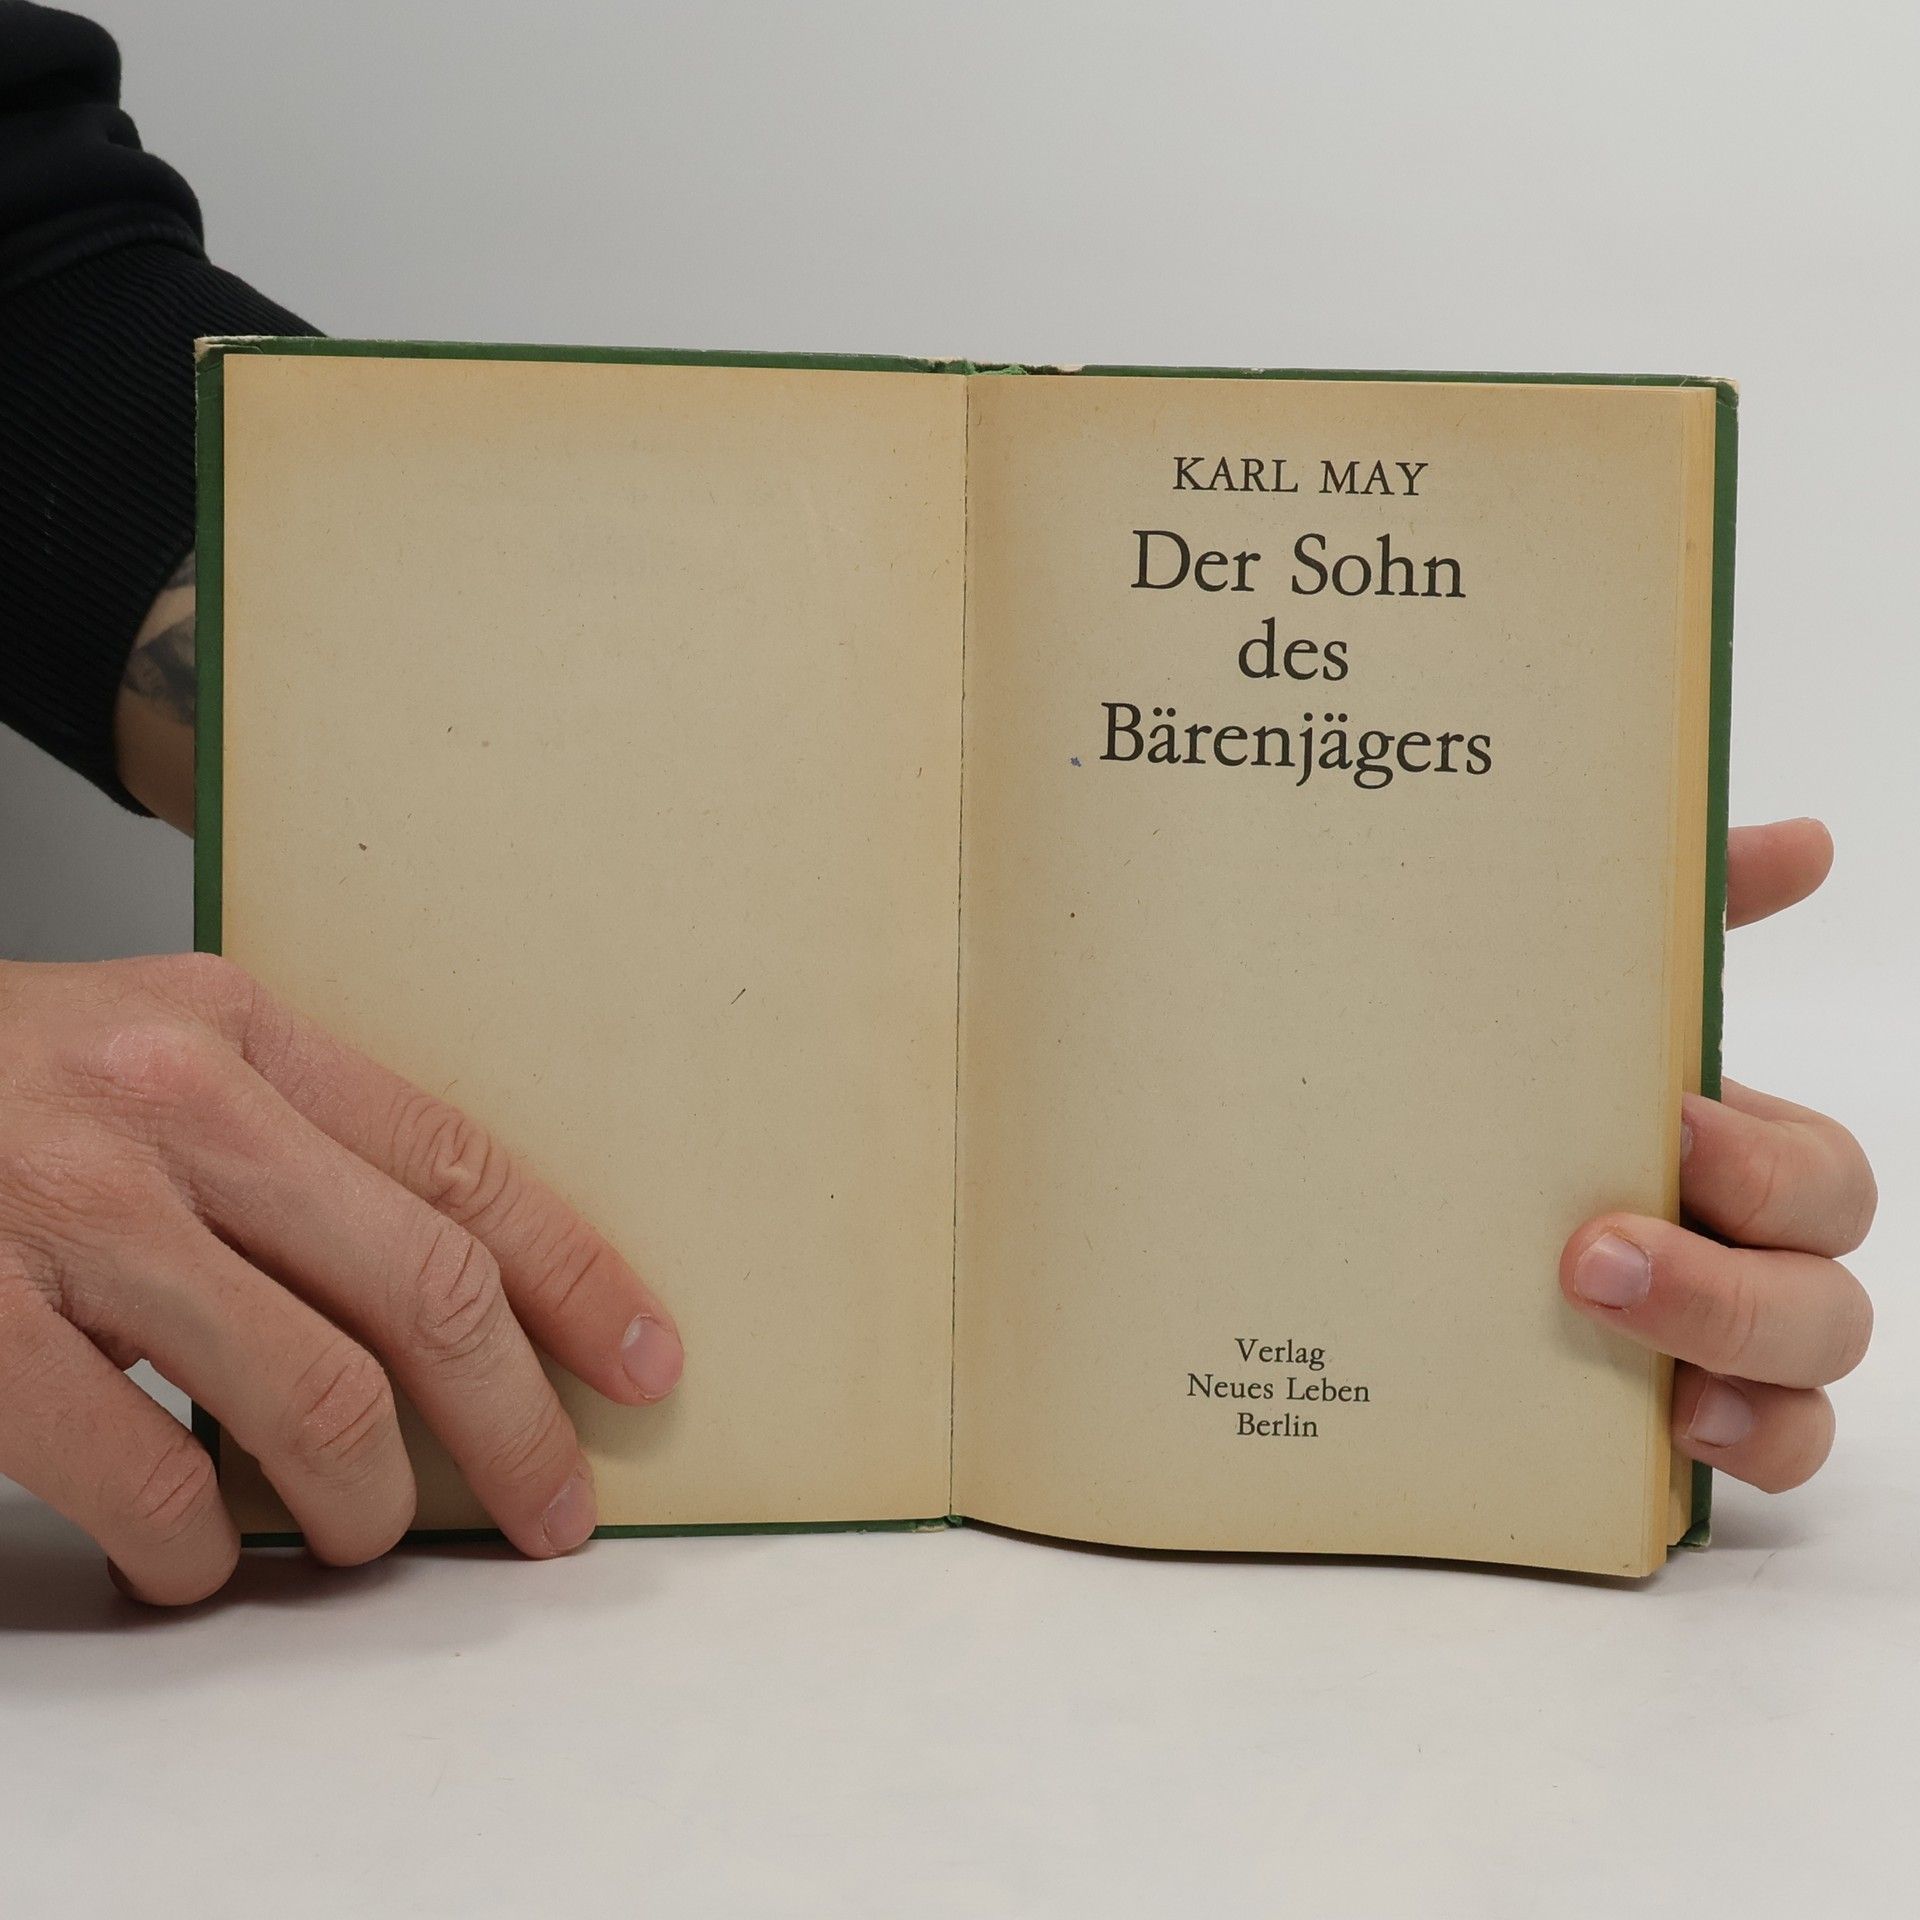 KARL MAY
Der Sohn
des
Bärenjägers
Verlag
Neues Leben
Berlin